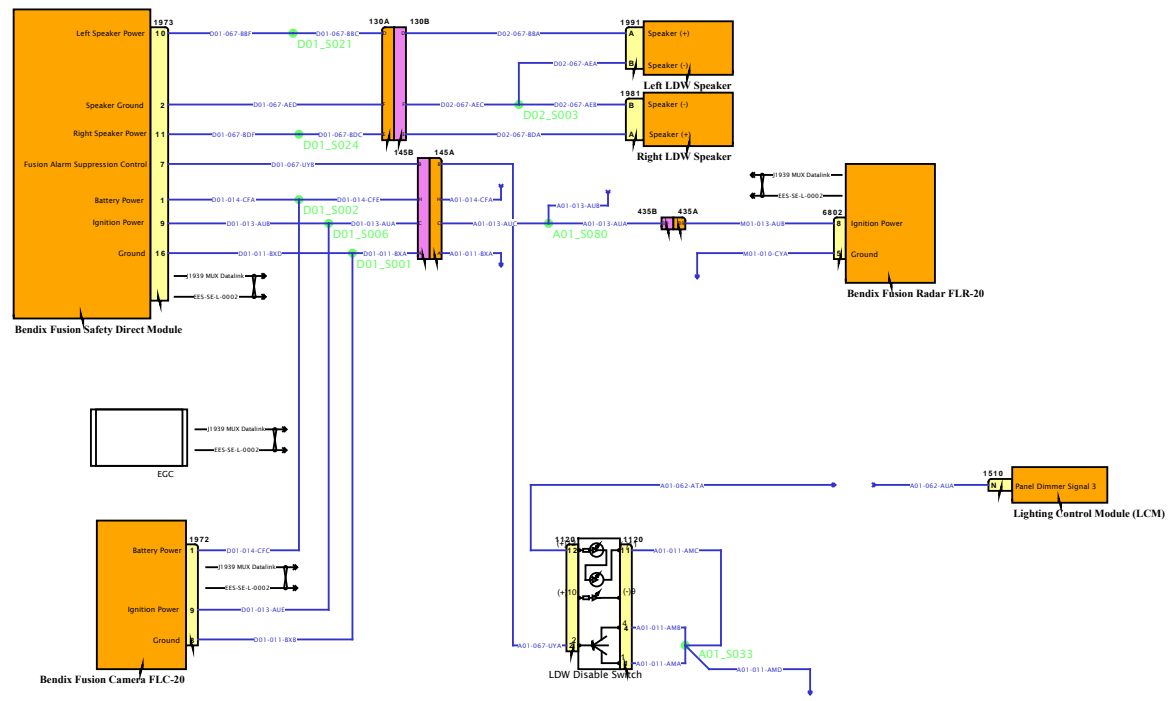 1973
130A 130B
1991
Left Speaker Power 10 D01-067-BBF D01-067-BBC D D D02-067-BBA A Speaker (+)
D01_S021
D02-067-AEA B Speaker (-)
Left LDW Speaker
1981
Speaker Ground 2 D01-067-AED D02-067-AEC D02-067-AEB B Speaker (-)
D02_S003
Right Speaker Power 11 D01-067-BDF D01-067-BDC D02-067-BDA A Speaker (+)
D01_S024
145B 145A
Right LDW Speaker
Fusion Alarm Suppression Control 7 D01-067-UYB
J1939 MUX Datalink
EES-SE-L-0002
Battery Power 1 D01-014-CFA D01-014-CFE A01-014-CFA
D01_S002
A01-013-AUB
435B 435A
6802
Ignition Power 9 D01-013-AUB D01-013-AUA A01-013-AUC A01-013-AUA M01-013-AUB 8 Ignition Power
D01_S006
A01_S080
Ground 16 D01-011-BXD D01-011-BXA A01-011-BXA M01-010-CYA 5 Ground
D01_S001
J1939 MUX Datalink
EES-SE-L-0002
Bendix Fusion Radar FLR-20
Bendix Fusion Safety Direct Module
J1939 MUX Datalink
EES-SE-L-0002
EGC
1510
A01-062-ATA A01-062-AUA N Panel Dimmer Signal 3
Lighting Control Module (LCM)
1972
1120 1120
Battery Power 1 D01-014-CFC
12 11 A01-011-AMC
J1939 MUX Datalink
EES-SE-L-0002
(+)10 (-)9
Ignition Power 9 D01-013-AUE
4 A01-011-AMB
Ground 8 D01-011-BXB
A01-067-UYA 2
A01_S033
A01-011-AMA
A01-011-AMD
LDW Disable Switch
Bendix Fusion Camera FLC-20